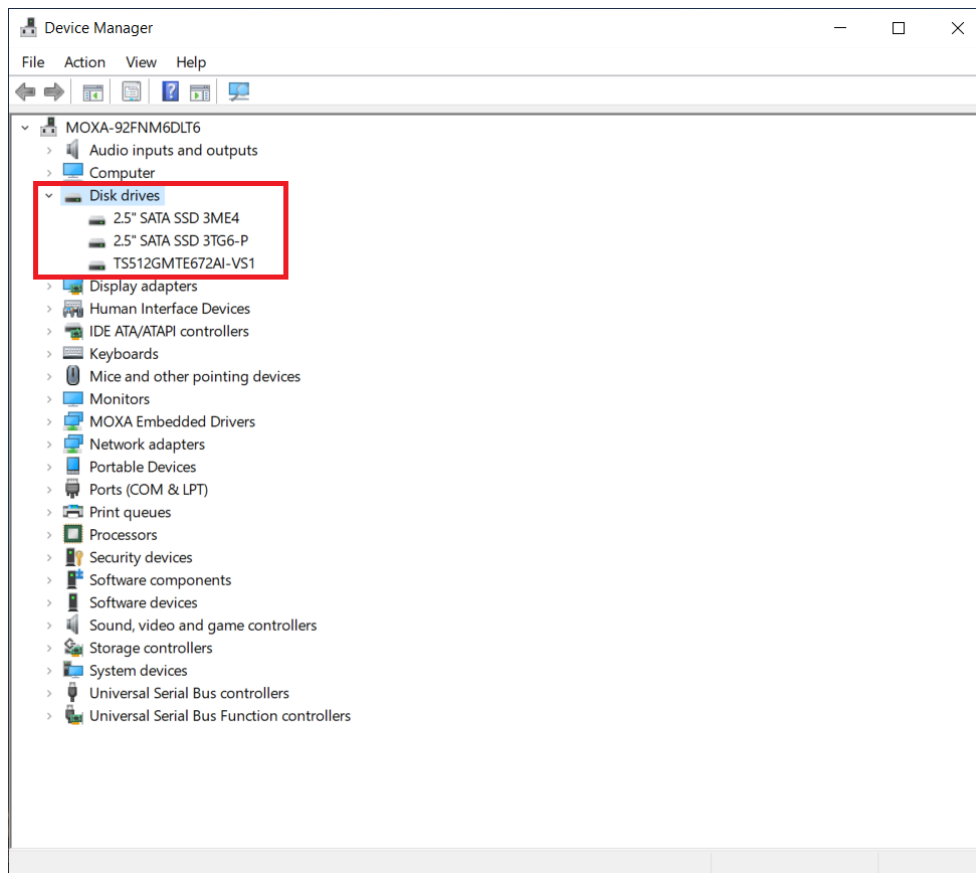 Device Manager
File Action View Help
MOXA-92FNM6DLT6
Audio inputs and outputs
Computer
Disk drives
2.5" SATA SSD 3ME4
2.5" SATA SSD 3TG6-P
TS512GMTE672AI-VS1
Display adapters
Human Interface Devices
IDE ATA/ATAPI controllers
Keyboards
Mice and other pointing devices
Monitors
MOXA Embedded Drivers
Network adapters
Portable Devices
Ports (COM & LPT)
Print queues
Processors
Security devices
Software components
Software devices
Sound, video and game controllers
Storage controllers
System devices
Universal Serial Bus controllers
Universal Serial Bus Function controllers